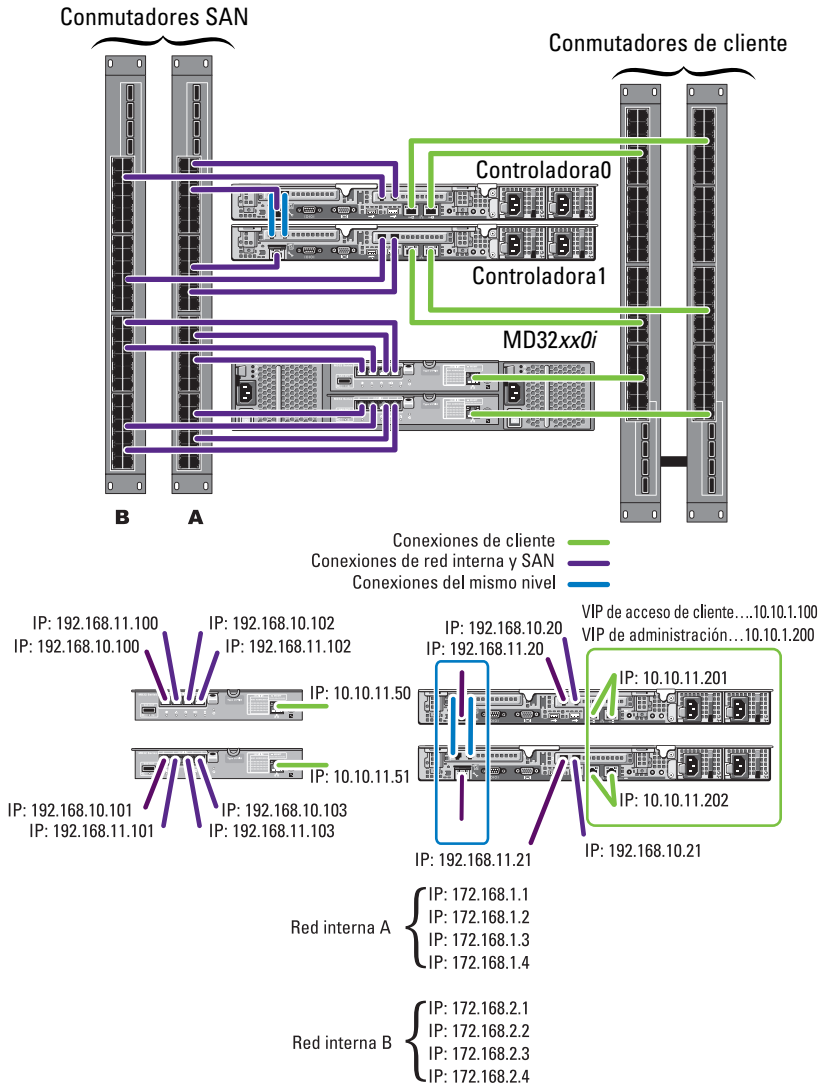 Conmutadores SAN
Conmutadores de cliente
Controladora0
Controladora1
MD32xx0i
B
A
Conexiones de cliente
Conexiones de red interna y SAN
Conexiones del mismo nivel
IP: 192.168.11.100
IP: 192.168.10.102
IP: 192.168.10.100
IP: 192.168.11.102
IP: 10.10.11.50
IP: 10.10.11.51
IP: 192.168.10.101
IP: 192.168.10.103
IP: 192.168.11.101
IP: 192.168.11.103
VIP de acceso de cliente....10.10.1.100
VIP de administración...10.10.1.200
IP: 192.168.10.20
IP: 192.168.11.20
IP: 10.10.11.201
IP: 10.10.11.202
IP: 192.168.11.21
IP: 192.168.10.21
Red interna A
IP: 172.168.1.1
IP: 172.168.1.2
IP: 172.168.1.3
IP: 172.168.1.4
Red interna B
IP: 172.168.2.1
IP: 172.168.2.2
IP: 172.168.2.3
IP: 172.168.2.4